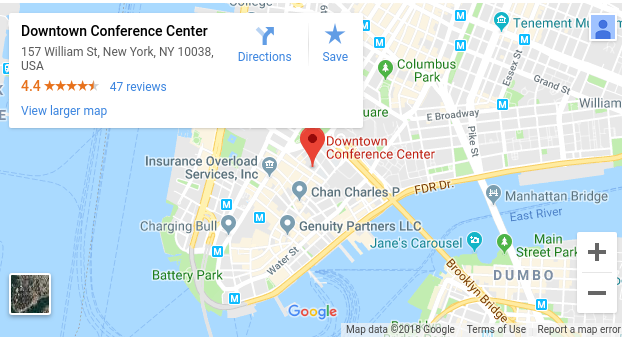 College
Downtown Conference Center
157 William St, New York, NY 10038,
USA
4.4
47 reviews
View larger map
Directions
Save
Tenement Mus
Essex St
Columbus
Park
Grand St
William
E Broadway
Pike St
Square
Downtown
Conference Center
Insurance Overload
Services, Inc
Chan Charles P
FDR Dr.
Manhattan Bridge
East River
M
M
M
M
M
M
M
M
Charging Bull
Genuity Partners LLC
Jane's Carousel
Main
Street Park
Water St
Battery Park
DUMBO
Brooklyn Bridge
Google
Map data ©2018 Google
Terms of Use
Report a map error